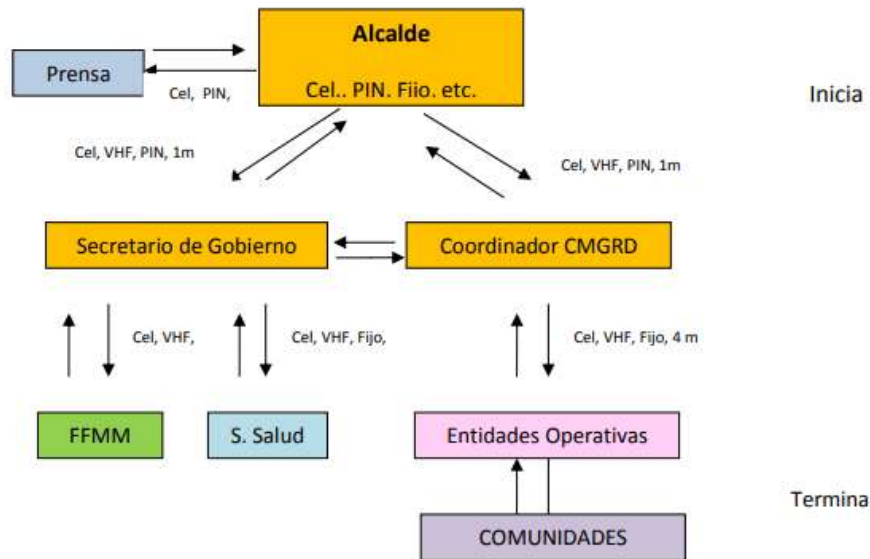 Alcalde
Prensa
Cel, PIN,
Cel.. PIN. Fiio. etc.
Inicia
Cel, VHF, PIN, 1m
Cel, VHF, PIN, 1m
Secretario de Gobierno
Coordinador CMGRD
Cel, VHF,
Cel, VHF, Fijo,
Cel, VHF, Fijo, 4 m
FFMM
S. Salud
Entidades Operativas
Termina
COMUNIDADES